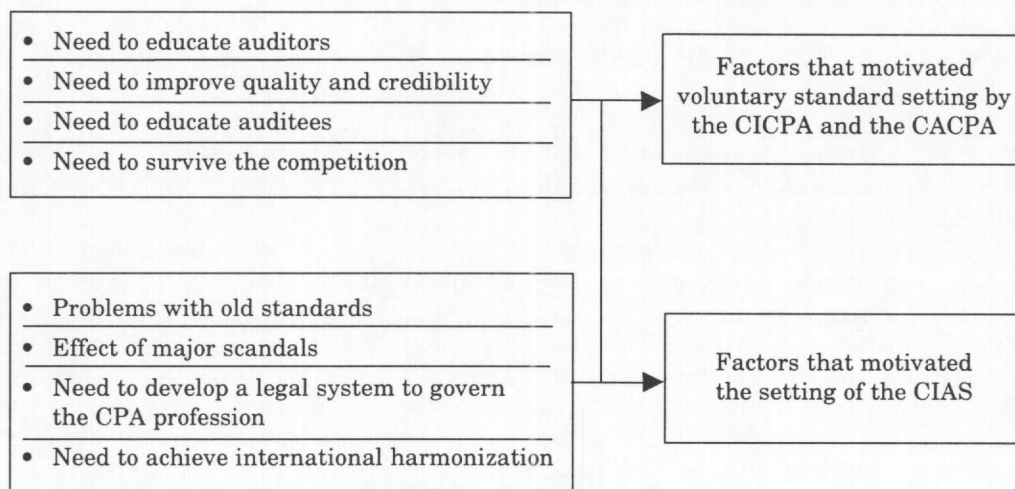 • Need to educate auditors
• Need to improve quality and credibility
• Need to educate auditees
• Need to survive the competition
Factors that motivated
voluntary standard setting by
the CICPA and the CACPA
• Problems with old standards
• Effect of major scandals
• Need to develop a legal system to govern
the CPA profession
• Need to achieve international harmonization
Factors that motivated
the setting of the CIAS